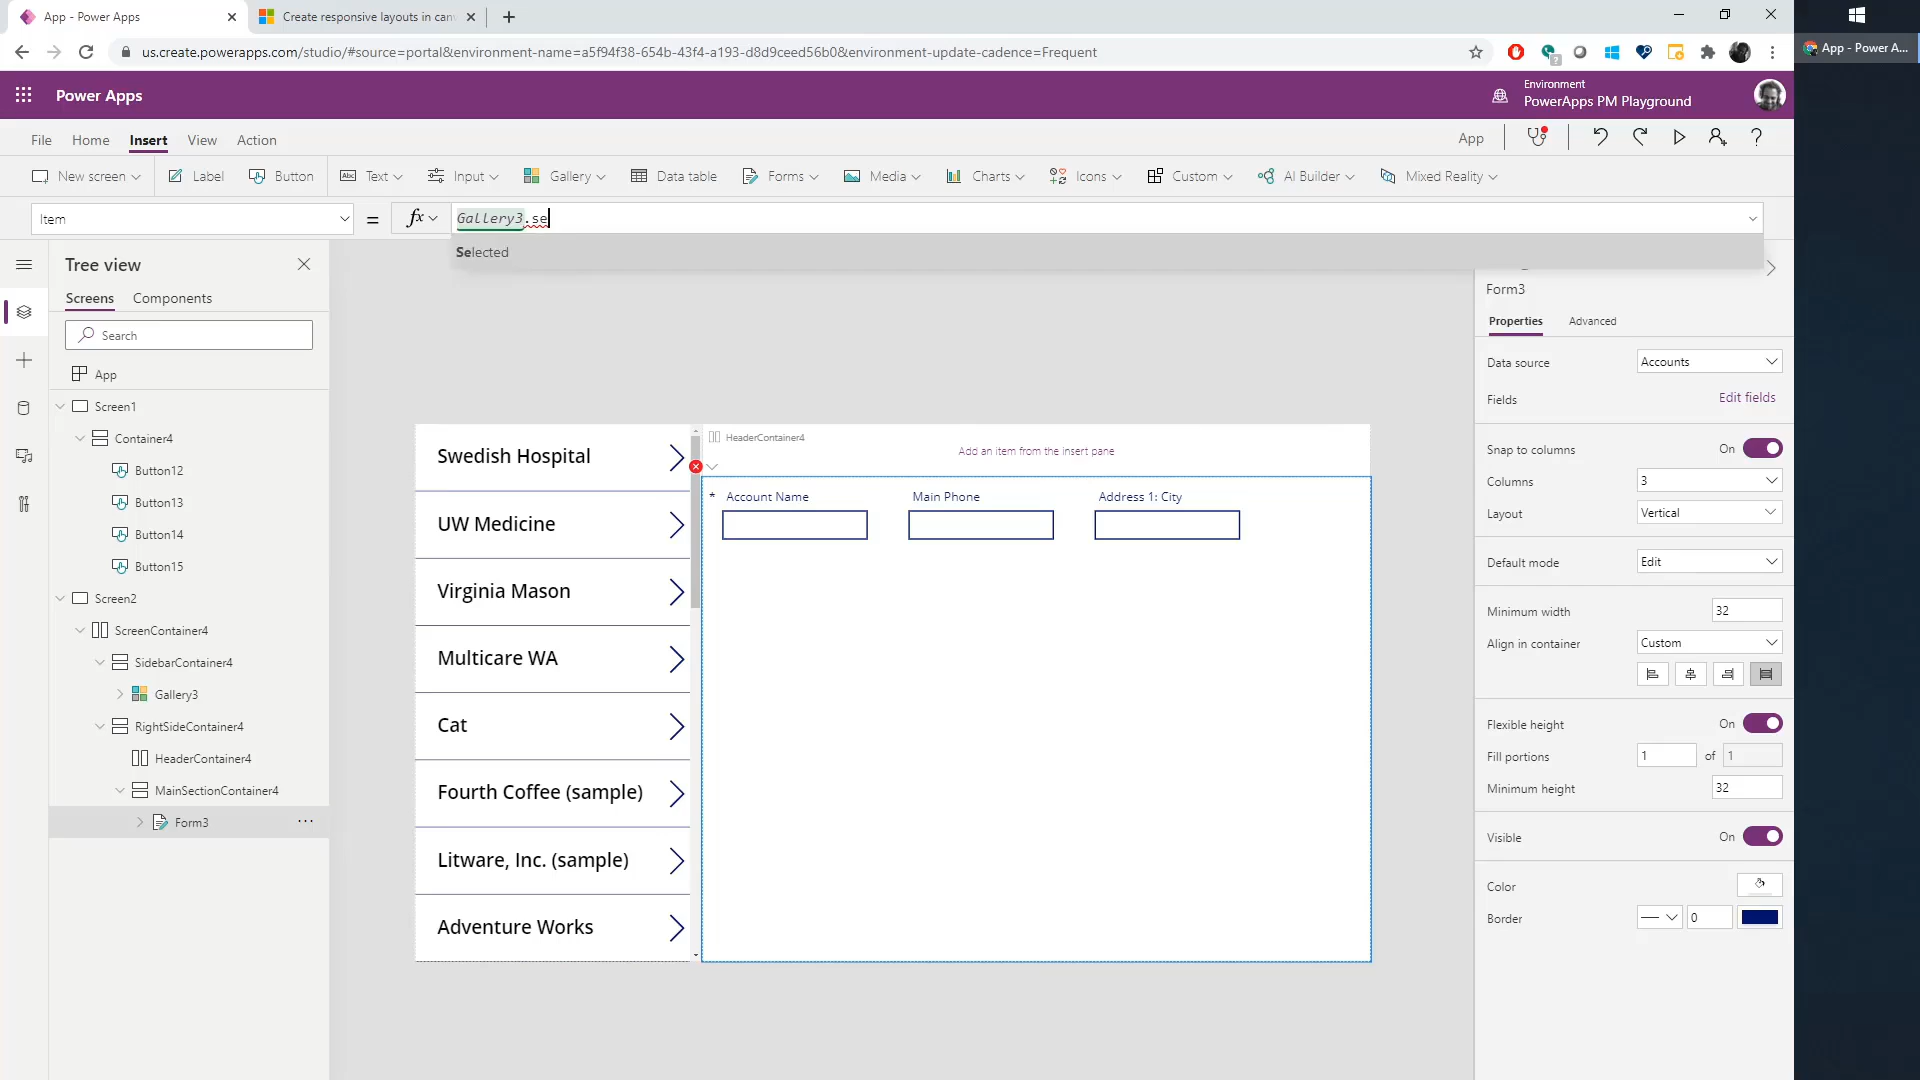 App - Power Apps
Create responsive layouts in can
App - Power A...
us.create.powerapps.com/studio/#source=portal&environment-name=a5f94f38-654b-43f4-a193-d8d9ceed56b0&environment-update-cadence=Frequent
Power Apps
Environment
PowerApps PM Playground
File Home Insert View Action
App
New screen Label Button Text Input Gallery Data table Forms Media Charts Icons Custom AI Builder Mixed Reality
Item = fx Gallery3.se
Selected
Tree view
Screens Components
Search
App
Screen1
Container4
Button12
Button13
Button14
Button15
Screen2
ScreenContainer4
SidebarContainer4
Gallery3
RightSideContainer4
HeaderContainer4
MainSectionContainer4
Form3 ...
Swedish Hospital
UW Medicine
Virginia Mason
Multicare WA
Cat
Fourth Coffee (sample)
Litware, Inc. (sample)
Adventure Works
HeaderContainer4
Add an item from the insert pane
* Account Name Main Phone Address 1: City
Form3
Properties Advanced
Data source Accounts
Fields Edit fields
Snap to columns On
Columns 3
Layout Vertical
Default mode Edit
Minimum width 32
Align in container Custom
Flexible height On
Fill portions 1 of 1
Minimum height 32
Visible On
Color
Border 0